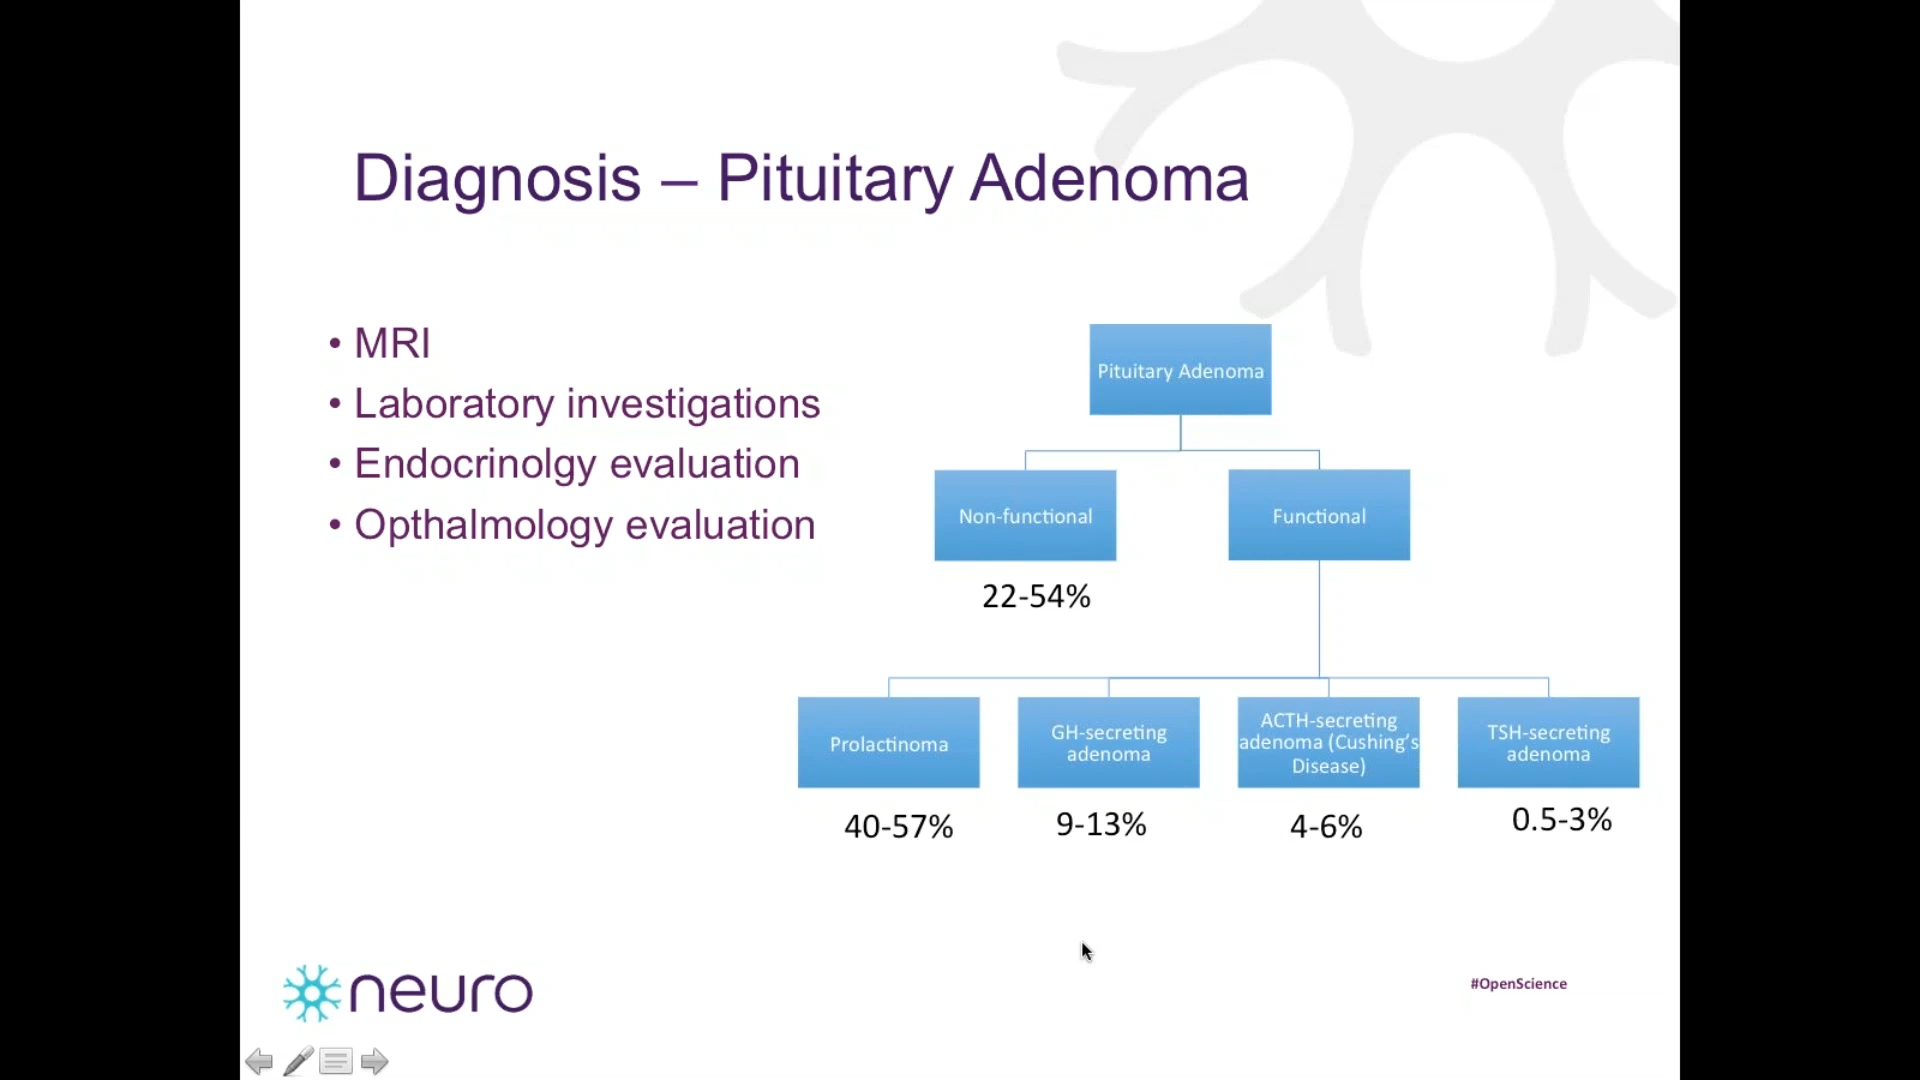 Diagnosis – Pituitary Adenoma
• MRI
• Laboratory investigations
• Endocrinolgy evaluation
• Opthalmology evaluation
Pituitary Adenoma
Non-functional
Functional
22-54%
Prolactinoma
GH-secreting
adenoma
ACTH-secreting
adenoma (Cushing's
Disease)
TSH-secreting
adenoma
40-57%
9-13%
4-6%
0.5-3%
neuro
#OpenScience